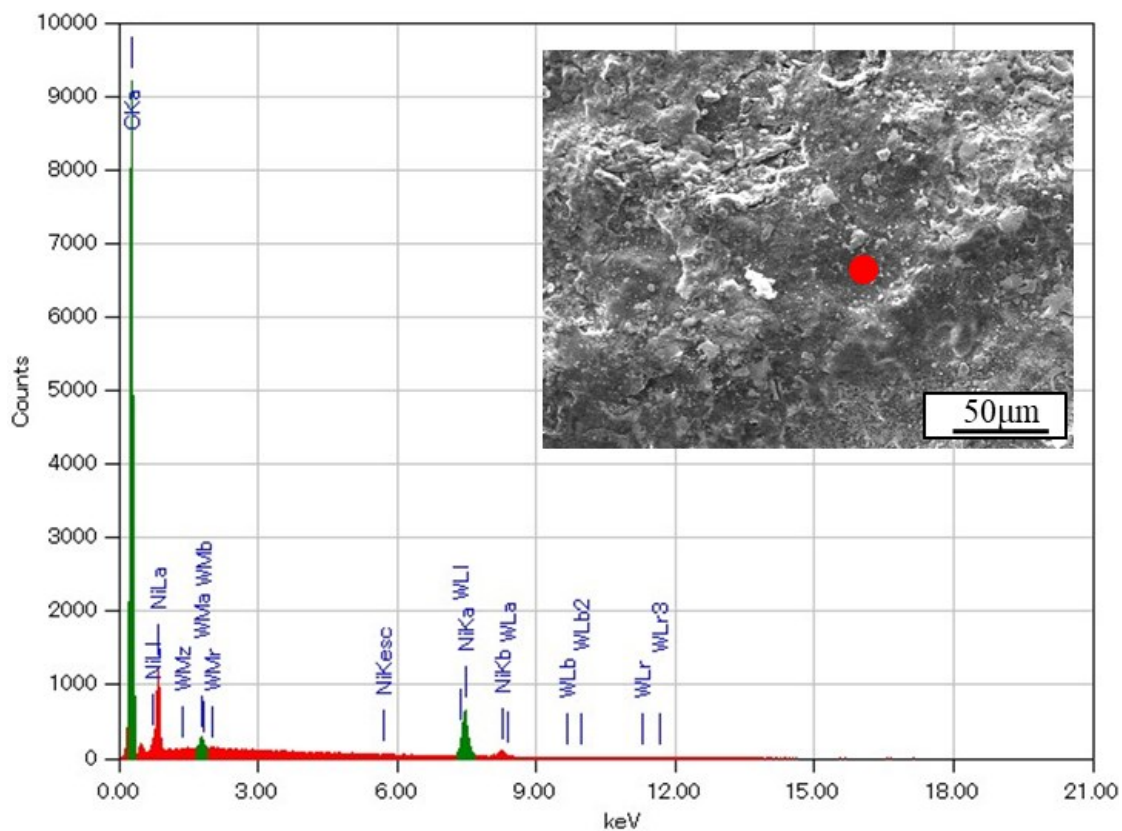 10000
9000
8000
7000
6000
5000
4000
3000
2000
1000
0
Counts
CKa
NiLl
NiLa
WMz
WMa
WMb
WMr
NiKesc
WLl
NiKa
NiKb
WLa
WLb
WLb2
WLr
WLr3
50μm
0.00 3.00 6.00 9.00 12.00 15.00 18.00 21.00
keV